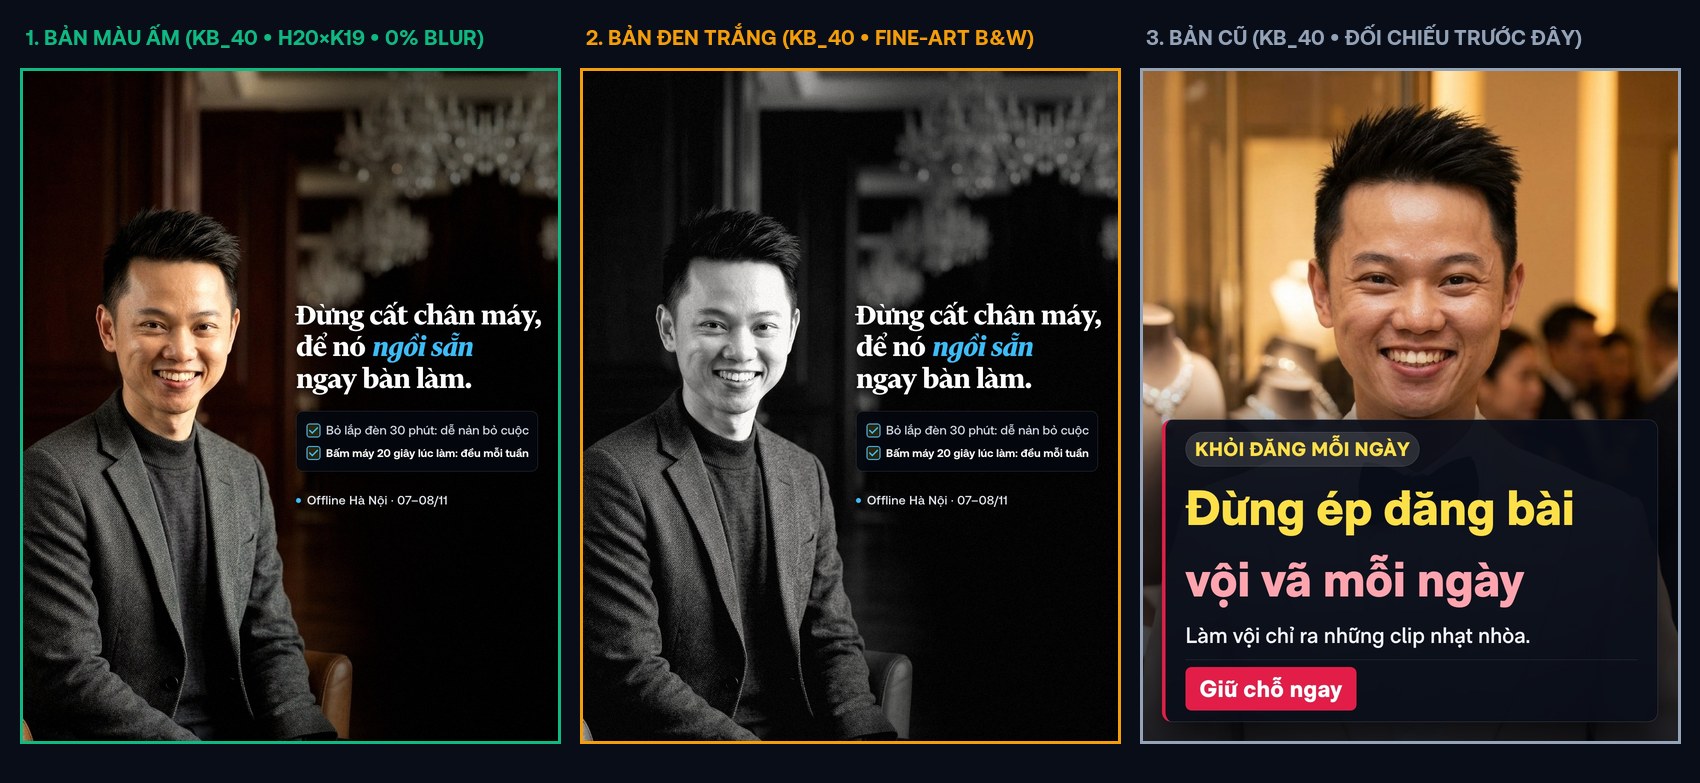 1. BẢN MÀU ẤM (KB_40 • H20×K19 • 0% BLUR)
Đừng cất chân máy,
để nó ngồi sẵn
ngay bàn làm.
Bỏ lắp đèn 30 phút: dễ nản bỏ cuộc
Bấm máy 20 giây lúc làm: đều mỗi tuần
• Offline Hà Nội · 07–08/11
2. BẢN ĐEN TRẮNG (KB_40 • FINE-ART B&W)
Đừng cất chân máy,
để nó ngồi sẵn
ngay bàn làm.
Bỏ lắp đèn 30 phút: dễ nản bỏ cuộc
Bấm máy 20 giây lúc làm: đều mỗi tuần
• Offline Hà Nội · 07–08/11
3. BẢN CŨ (KB_40 • ĐỐI CHIẾU TRƯỚC ĐÂY)
KHỎI ĐĂNG MỖI NGÀY
Đừng ép đăng bài
vội vã mỗi ngày
Làm vội chỉ ra những clip nhạt nhòa.
Giữ chỗ ngay